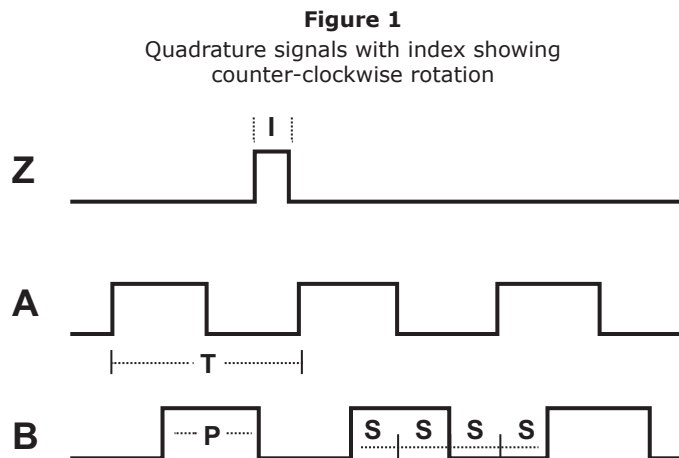 Figure 1
Quadrature signals with index showing
counter-clockwise rotation
I
Z
A
T
B
P
S S S S